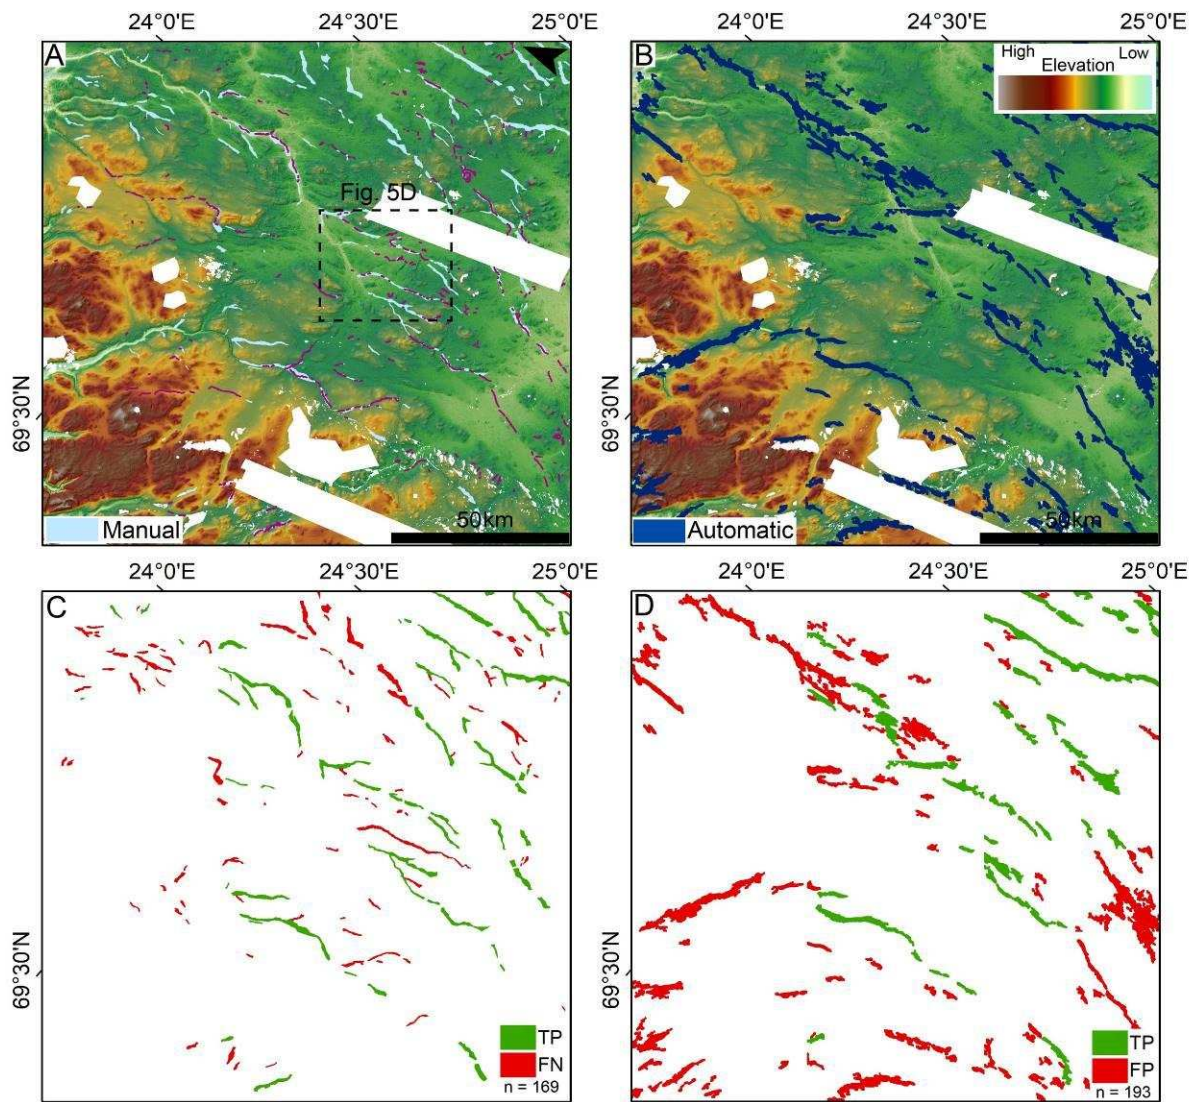 24°0'E 24°30'E 25°0'E 24°0'E 24°30'E 25°0'E
A
Fig. 5D
69°30'N
Manual
50km
B
High Low
Elevation
69°30'N
Automatic
50km
24°0'E 24°30'E 25°0'E 24°0'E 24°30'E 25°0'E
C
69°30'N
TP
FN
n = 169
D
69°30'N
TP
FP
n = 193